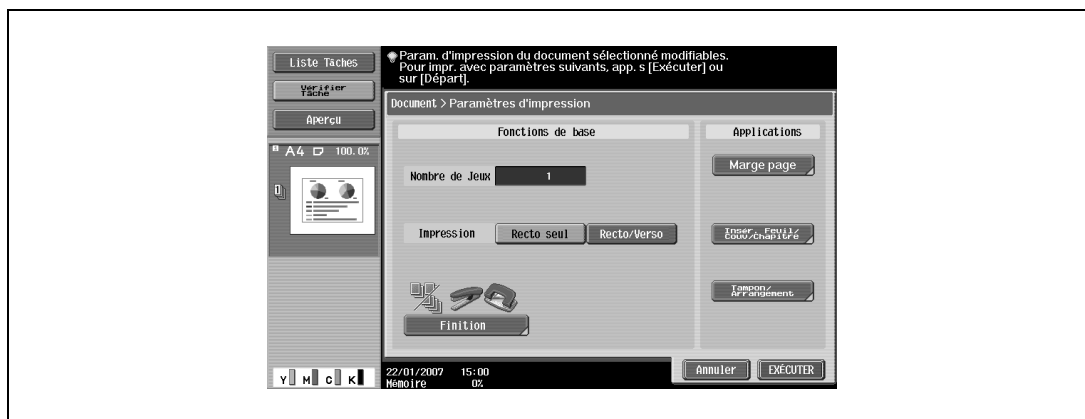 Liste Tâches
Vérifier
Tâche
Aperçu
A4 100.0%
1
Param. d'impression du document sélectionné modifiables.
Pour impr. avec paramètres suivants, app. s [Exécuter] ou
sur [Départ].
Document > Paramètres d'impression
Fonctions de base
Nombre de Jeux 1
Impression Recto seul Recto/Verso
Finition
Applications
Marge page
Insér. Feuil/
Couv/Chapitre
Tampon/
Arrangement
Y M C K
22/01/2007 15:00
Mémoire 0%
Annuler EXÉCUTER